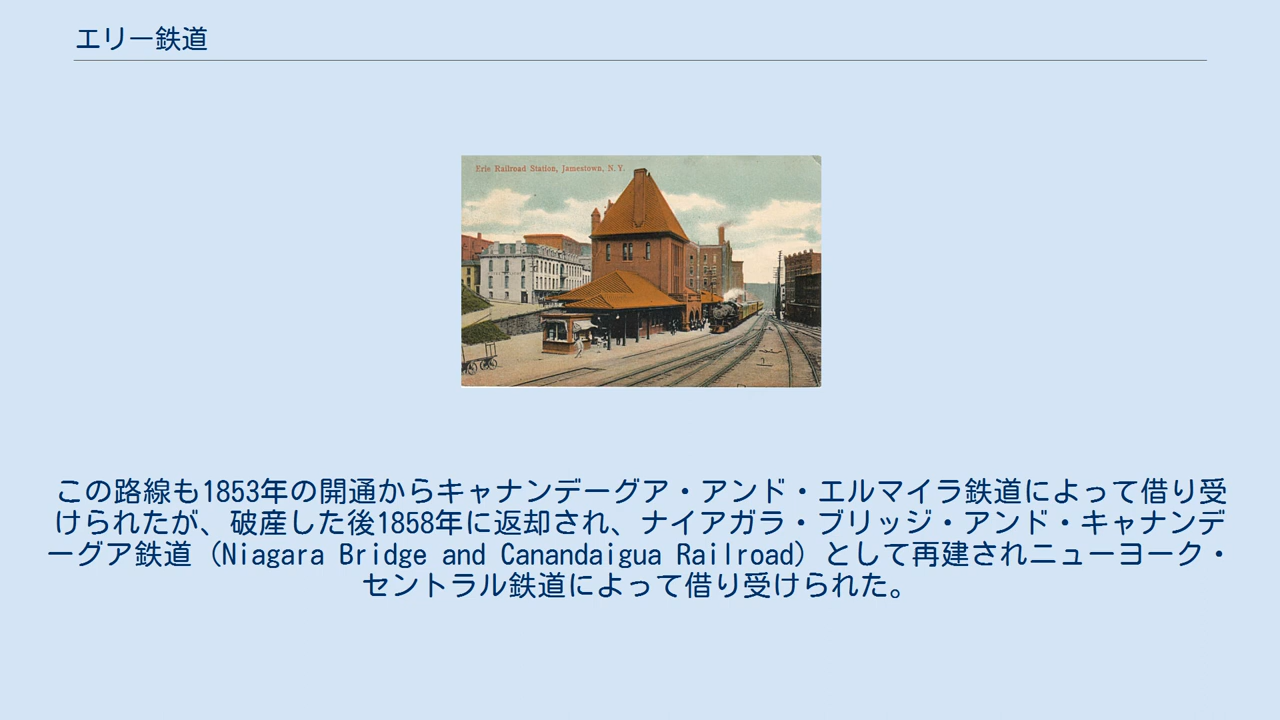 エリー鉄道
Erie Railroad Station, Jamestown, N.Y.
この路線も1853年の開通からキャナンデーグア・アンド・エルマイラ鉄道によって借り受
けられたが、破産した後1858年に返却され、ナイアガラ・ブリッジ・アンド・キャナンデ
ーグア鉄道（Niagara Bridge and Canandaigua Railroad）として再建されニューヨーク・
セントラル鉄道によって借り受けられた。